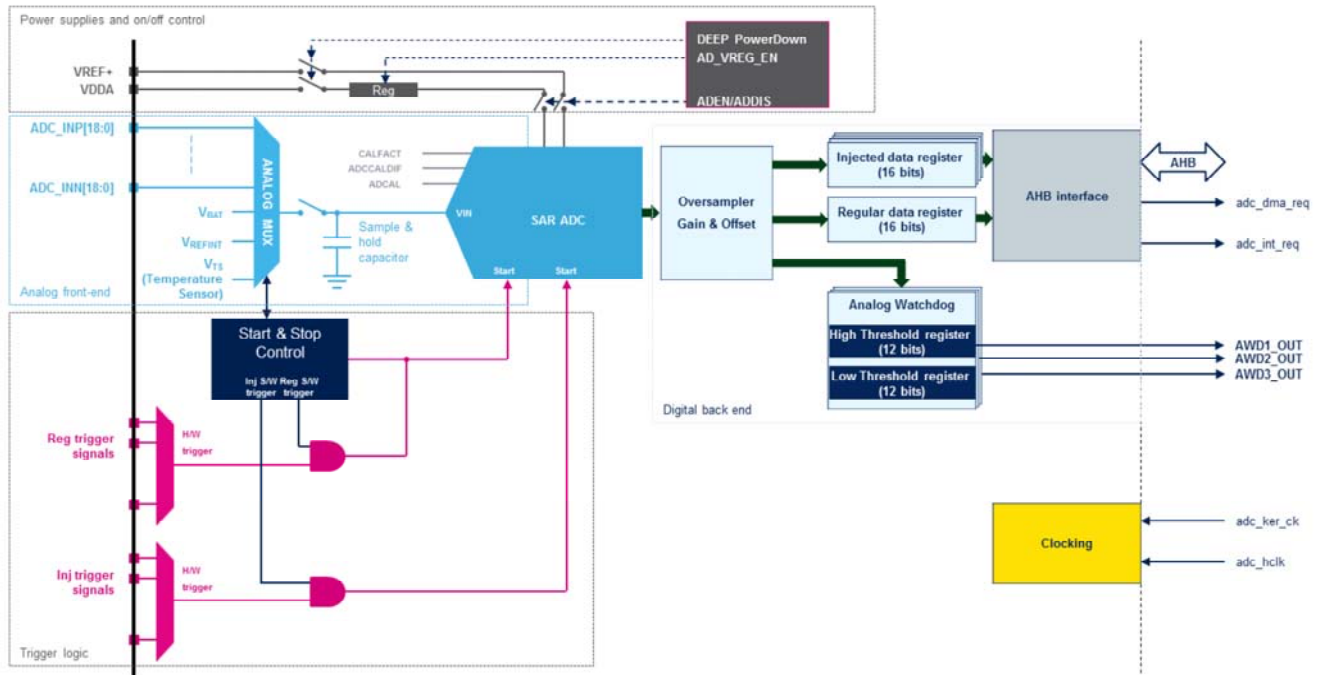 Power supplies and on/off control
DEEP PowerDown
AD_VREG_EN
ADEN/ADDIS
VREF+
VDDA
Reg
ADC_INP[18:0]
ADC_INN[18:0]
VBAT
VREFINT
VTS
(Temperature
Sensor)
Analog front-end
ANALOG MUX
Sample &
hold
capacitor
CALFACT
ADCCALDIF
ADCAL
VIN
SAR ADC
Start
Start
Oversampler
Gain & Offset
Injected data register
(16 bits)
Regular data register
(16 bits)
AHB interface
AHB
adc_dma_req
adc_int_req
Analog Watchdog
High Threshold register
(12 bits)
Low Threshold register
(12 bits)
AWD1_OUT
AWD2_OUT
AWD3_OUT
Digital back end
Start & Stop
Control
Inj S/W Reg S/W
trigger trigger
Reg trigger
signals
H/W
trigger
Inj trigger
signals
H/W
trigger
Trigger logic
Clocking
adc_ker_ck
adc_hclk